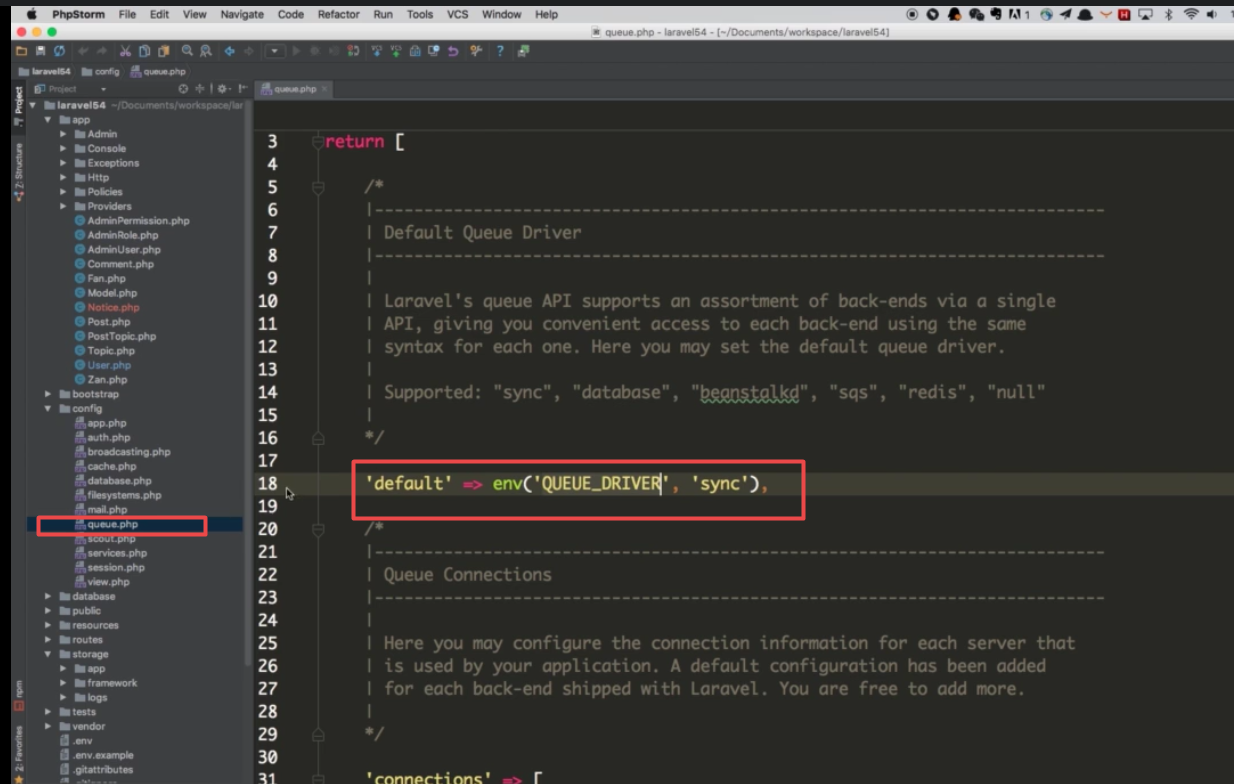 PhpStorm File Edit View Navigate Code Refactor Run Tools VCS Window Help
queue.php - laravel54 - [~/Documents/workspace/laravel54]
laravel54 config queue.php
Project
queue.php
1: Project
laravel54 ~/Documents/workspace/lar
app
Admin
Console
Exceptions
Http
Policies
Providers
AdminPermission.php
AdminRole.php
AdminUser.php
Comment.php
Fan.php
Model.php
Notice.php
Post.php
PostTopic.php
Topic.php
User.php
Zan.php
bootstrap
config
app.php
auth.php
broadcasting.php
cache.php
database.php
filesystems.php
mail.php
queue.php
scout.php
services.php
session.php
view.php
database
public
resources
routes
storage
app
framework
logs
tests
vendor
.env
.env.example
.gitattributes
Z: Structure
npm
2: Favorites
3 return [
4
5 /*
6 |--------------------------------------------------------------------------
7 | Default Queue Driver
8 |--------------------------------------------------------------------------
9 |
10 | Laravel's queue API supports an assortment of back-ends via a single
11 | API, giving you convenient access to each back-end using the same
12 | syntax for each one. Here you may set the default queue driver.
13 |
14 | Supported: "sync", "database", "beanstalkd", "sqs", "redis", "null"
15 |
16 */
17
18 'default' => env('QUEUE_DRIVER', 'sync'),
19
20 /*
21 |--------------------------------------------------------------------------
22 | Queue Connections
23 |--------------------------------------------------------------------------
24 |
25 | Here you may configure the connection information for each server that
26 | is used by your application. A default configuration has been added
27 | for each back-end shipped with Laravel. You are free to add more.
28 |
29 */
30
31 'connections' => [